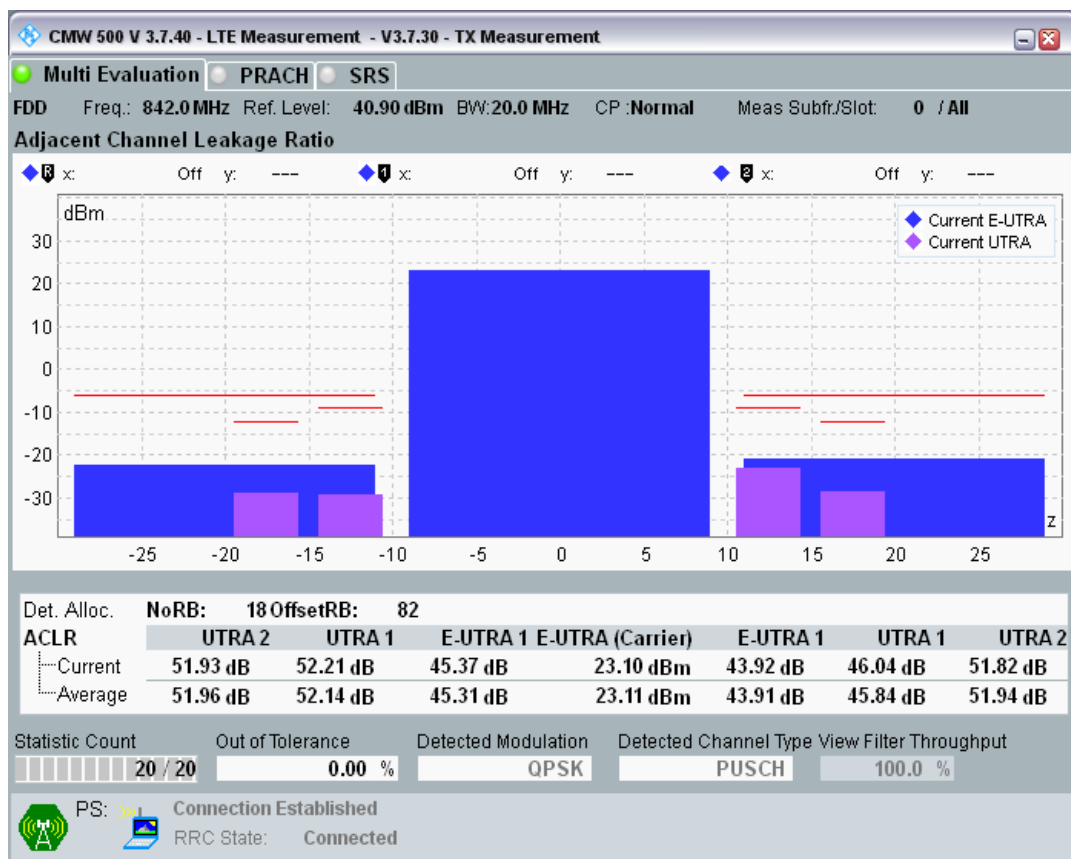 CMW 500 V 3.7.40 - LTE Measurement - V3.7.30 - TX Measurement
Multi Evaluation PRACH SRS
FDD Freq.: 842.0 MHz Ref. Level: 40.90 dBm BW:20.0 MHz CP :Normal Meas Subfr./Slot: 0 / All
Adjacent Channel Leakage Ratio
R x: Off y: --- 1 x: Off y: --- 2 x: Off y: ---
dBm
Current E-UTRA
Current UTRA
30
20
10
0
-10
-20
-30
z
-25 -20 -15 -10 -5 0 5 10 15 20 25
Det. Alloc. NoRB: 18 OffsetRB: 82
ACLR UTRA 2 UTRA 1 E-UTRA 1 E-UTRA (Carrier) E-UTRA 1 UTRA 1 UTRA 2
Current 51.93 dB 52.21 dB 45.37 dB 23.10 dBm 43.92 dB 46.04 dB 51.82 dB
Average 51.96 dB 52.14 dB 45.31 dB 23.11 dBm 43.91 dB 45.84 dB 51.94 dB
Statistic Count Out of Tolerance Detected Modulation Detected Channel Type View Filter Throughput
20 / 20 0.00 % QPSK PUSCH 100.0 %
PS: Connection Established
RRC State: Connected